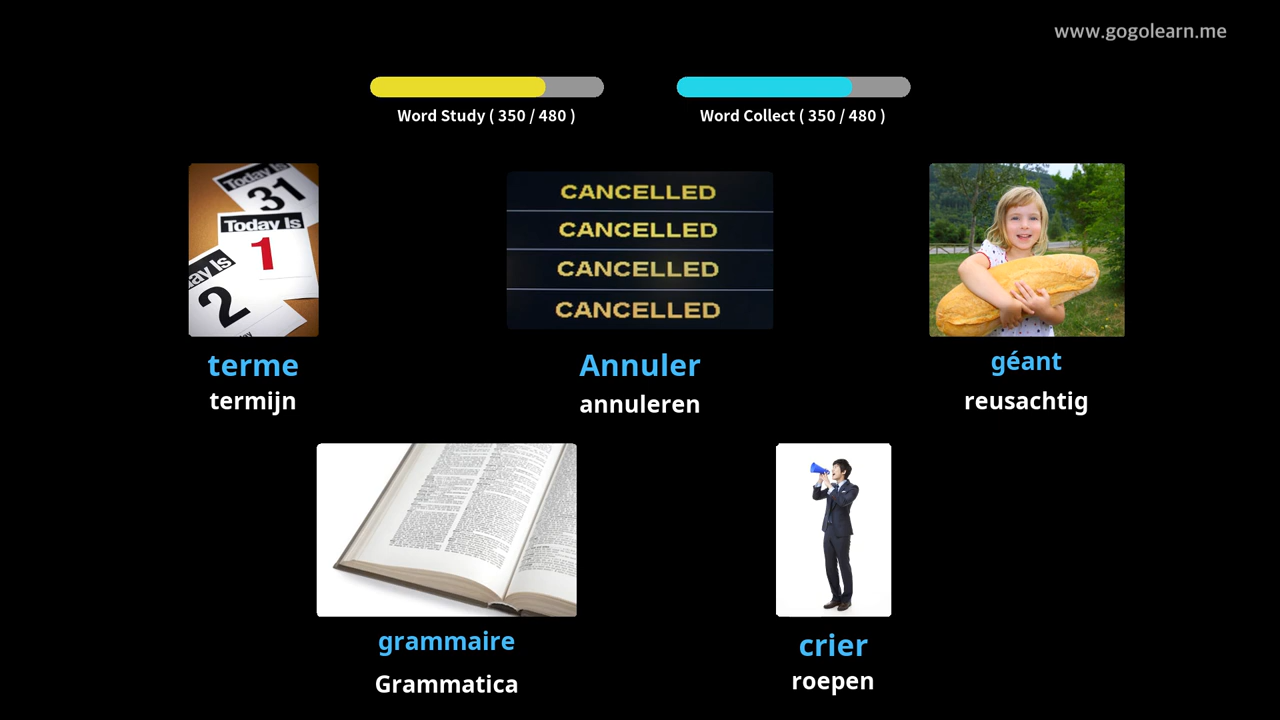 www.gogolearn.me
Word Study ( 350 / 480 )
Word Collect ( 350 / 480 )
Today Is
31
Today Is
1
ay Is
2
CANCELLED
CANCELLED
CANCELLED
CANCELLED
terme
termijn
Annuler
annuleren
géant
reusachtig
grammaire
Grammatica
crier
roepen